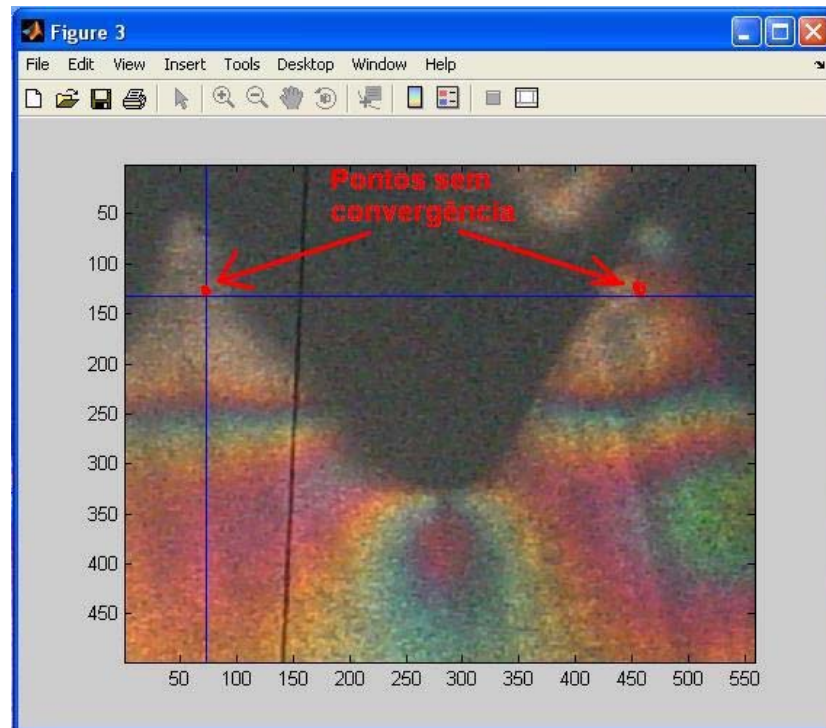 Figure 3
File Edit View Insert Tools Desktop Window Help
Pontos sem
convergência
50
100
150
200
250
300
350
400
450
50 100 150 200 250 300 350 400 450 500 550